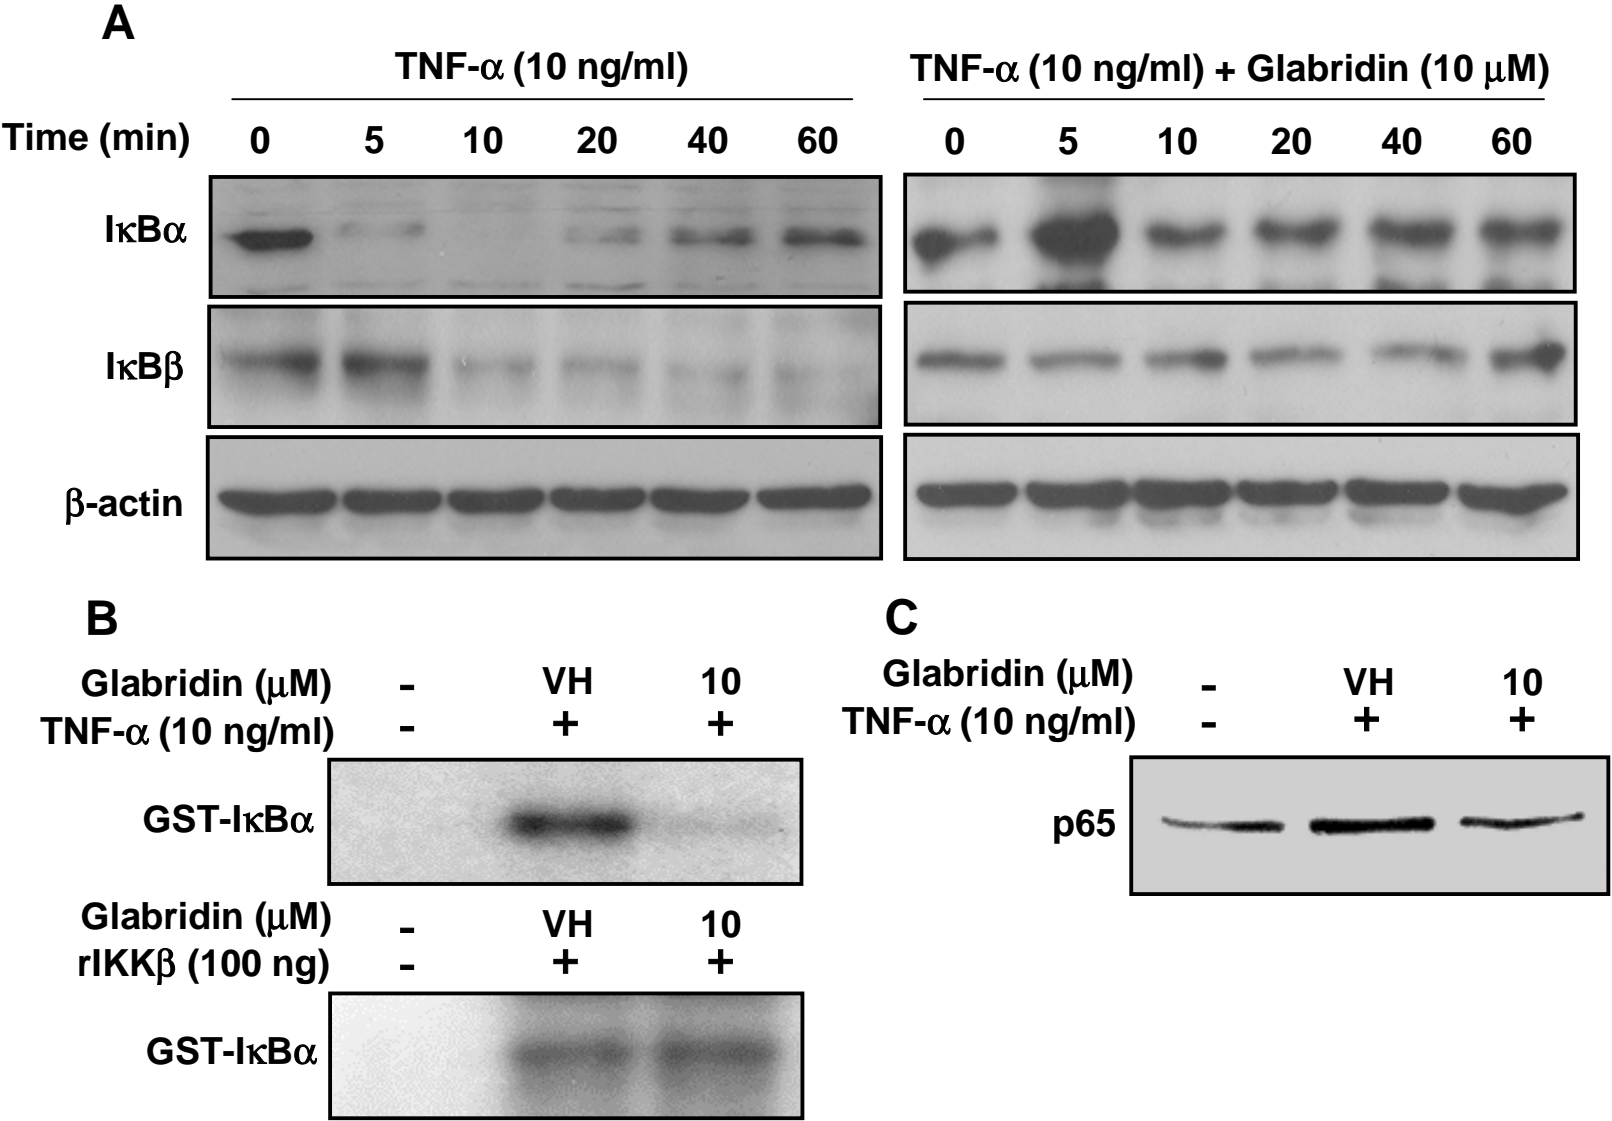 A
TNF-α (10 ng/ml)
TNF-α (10 ng/ml) + Glabridin (10 μM)
Time (min) 0 5 10 20 40 60 0 5 10 20 40 60
IκBα
IκBβ
β-actin
B
Glabridin (μM) - VH 10
TNF-α (10 ng/ml) - + +
GST-IκBα
Glabridin (μM) - VH 10
rIKKβ (100 ng) - + +
GST-IκBα
C
Glabridin (μM) - VH 10
TNF-α (10 ng/ml) - + +
p65